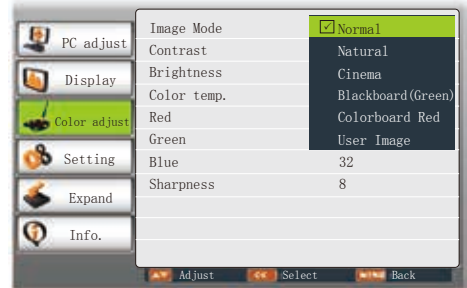 PC adjust
Display
Color adjust
Setting
Expand
Info.
Image Mode
Contrast
Brightness
Color temp.
Red
Green
Blue 32
Sharpness 8
Normal
Natural
Cinema
Blackboard(Green)
Colorboard Red
User Image
Adjust Select MENU Back